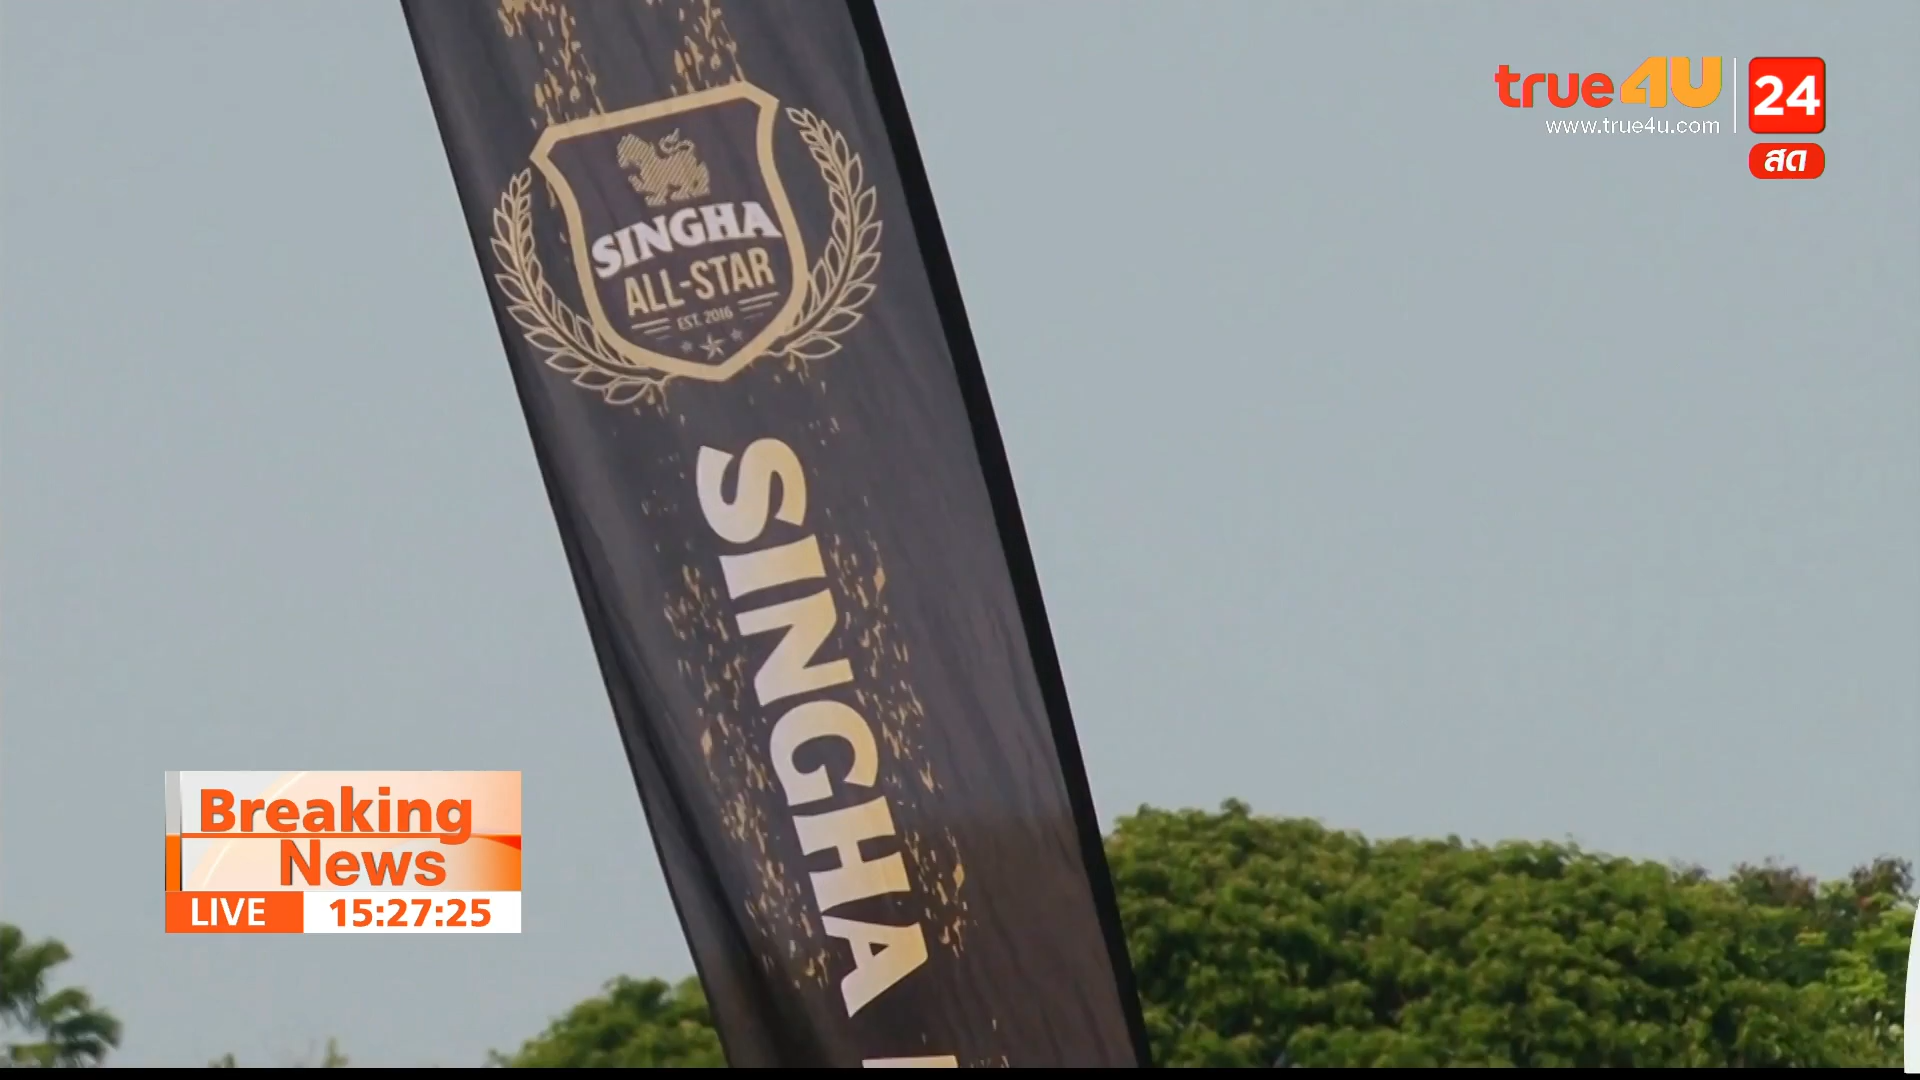 true4U
www.true4u.com
24
สด
SINGHA
ALL-STAR
EST. 2016
SINGHA
Breaking
News
LIVE 15:27:25